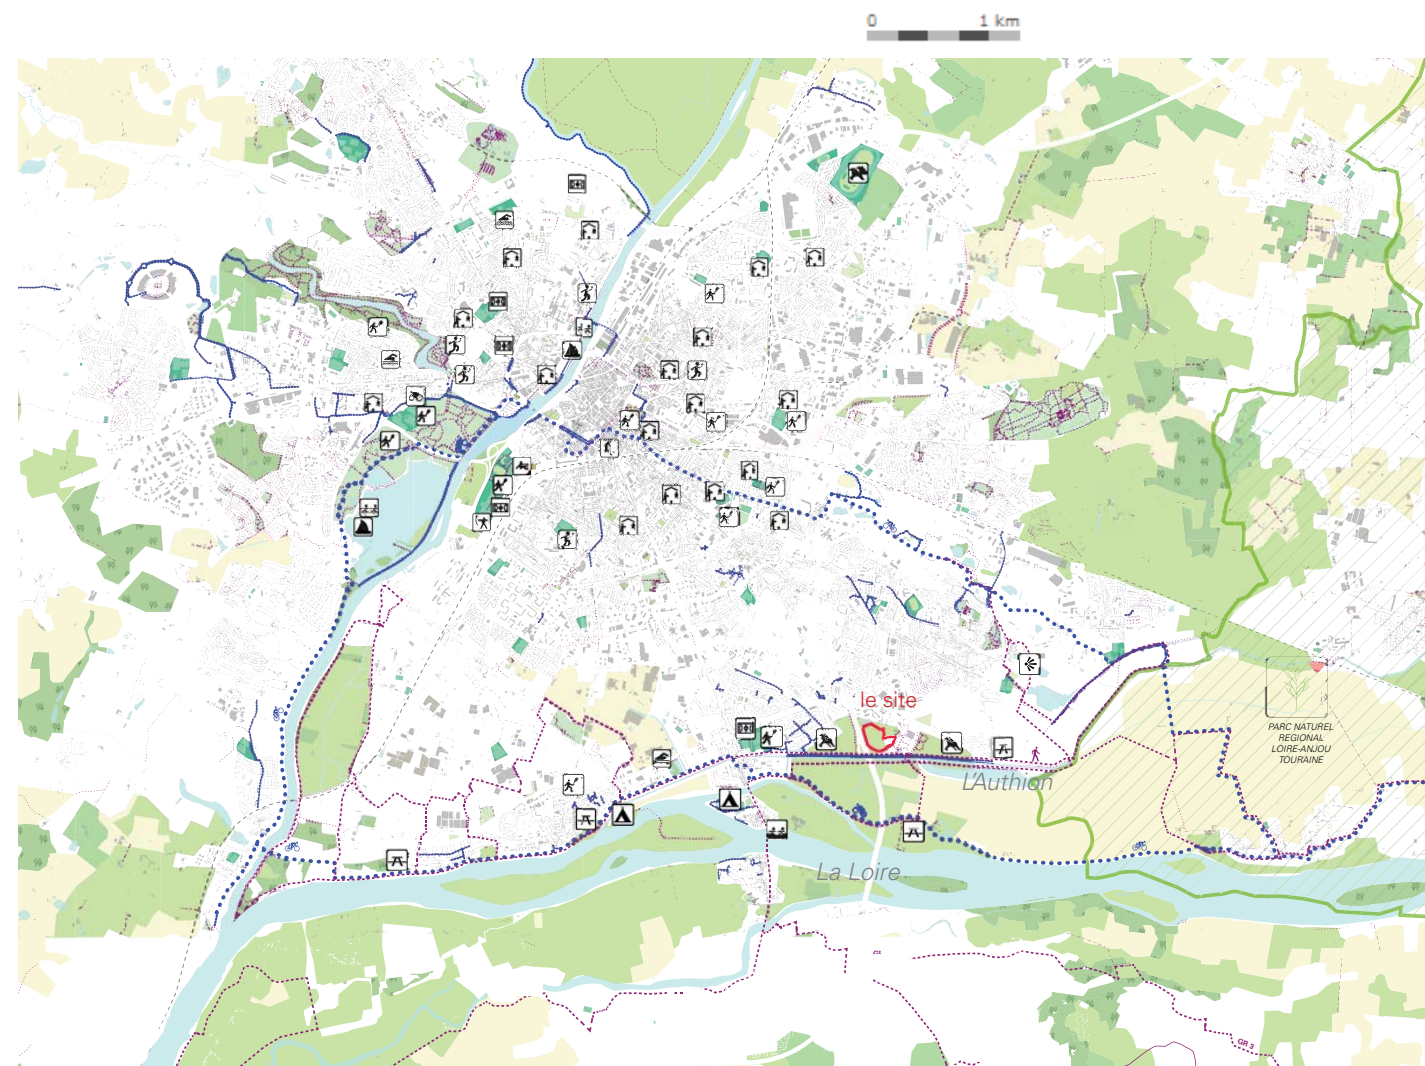 0 1 km
le site
PARC NATUREL
REGIONAL
LOIRE-ANJOU
TOURAINE
L'Authion
La Loire
GR 3